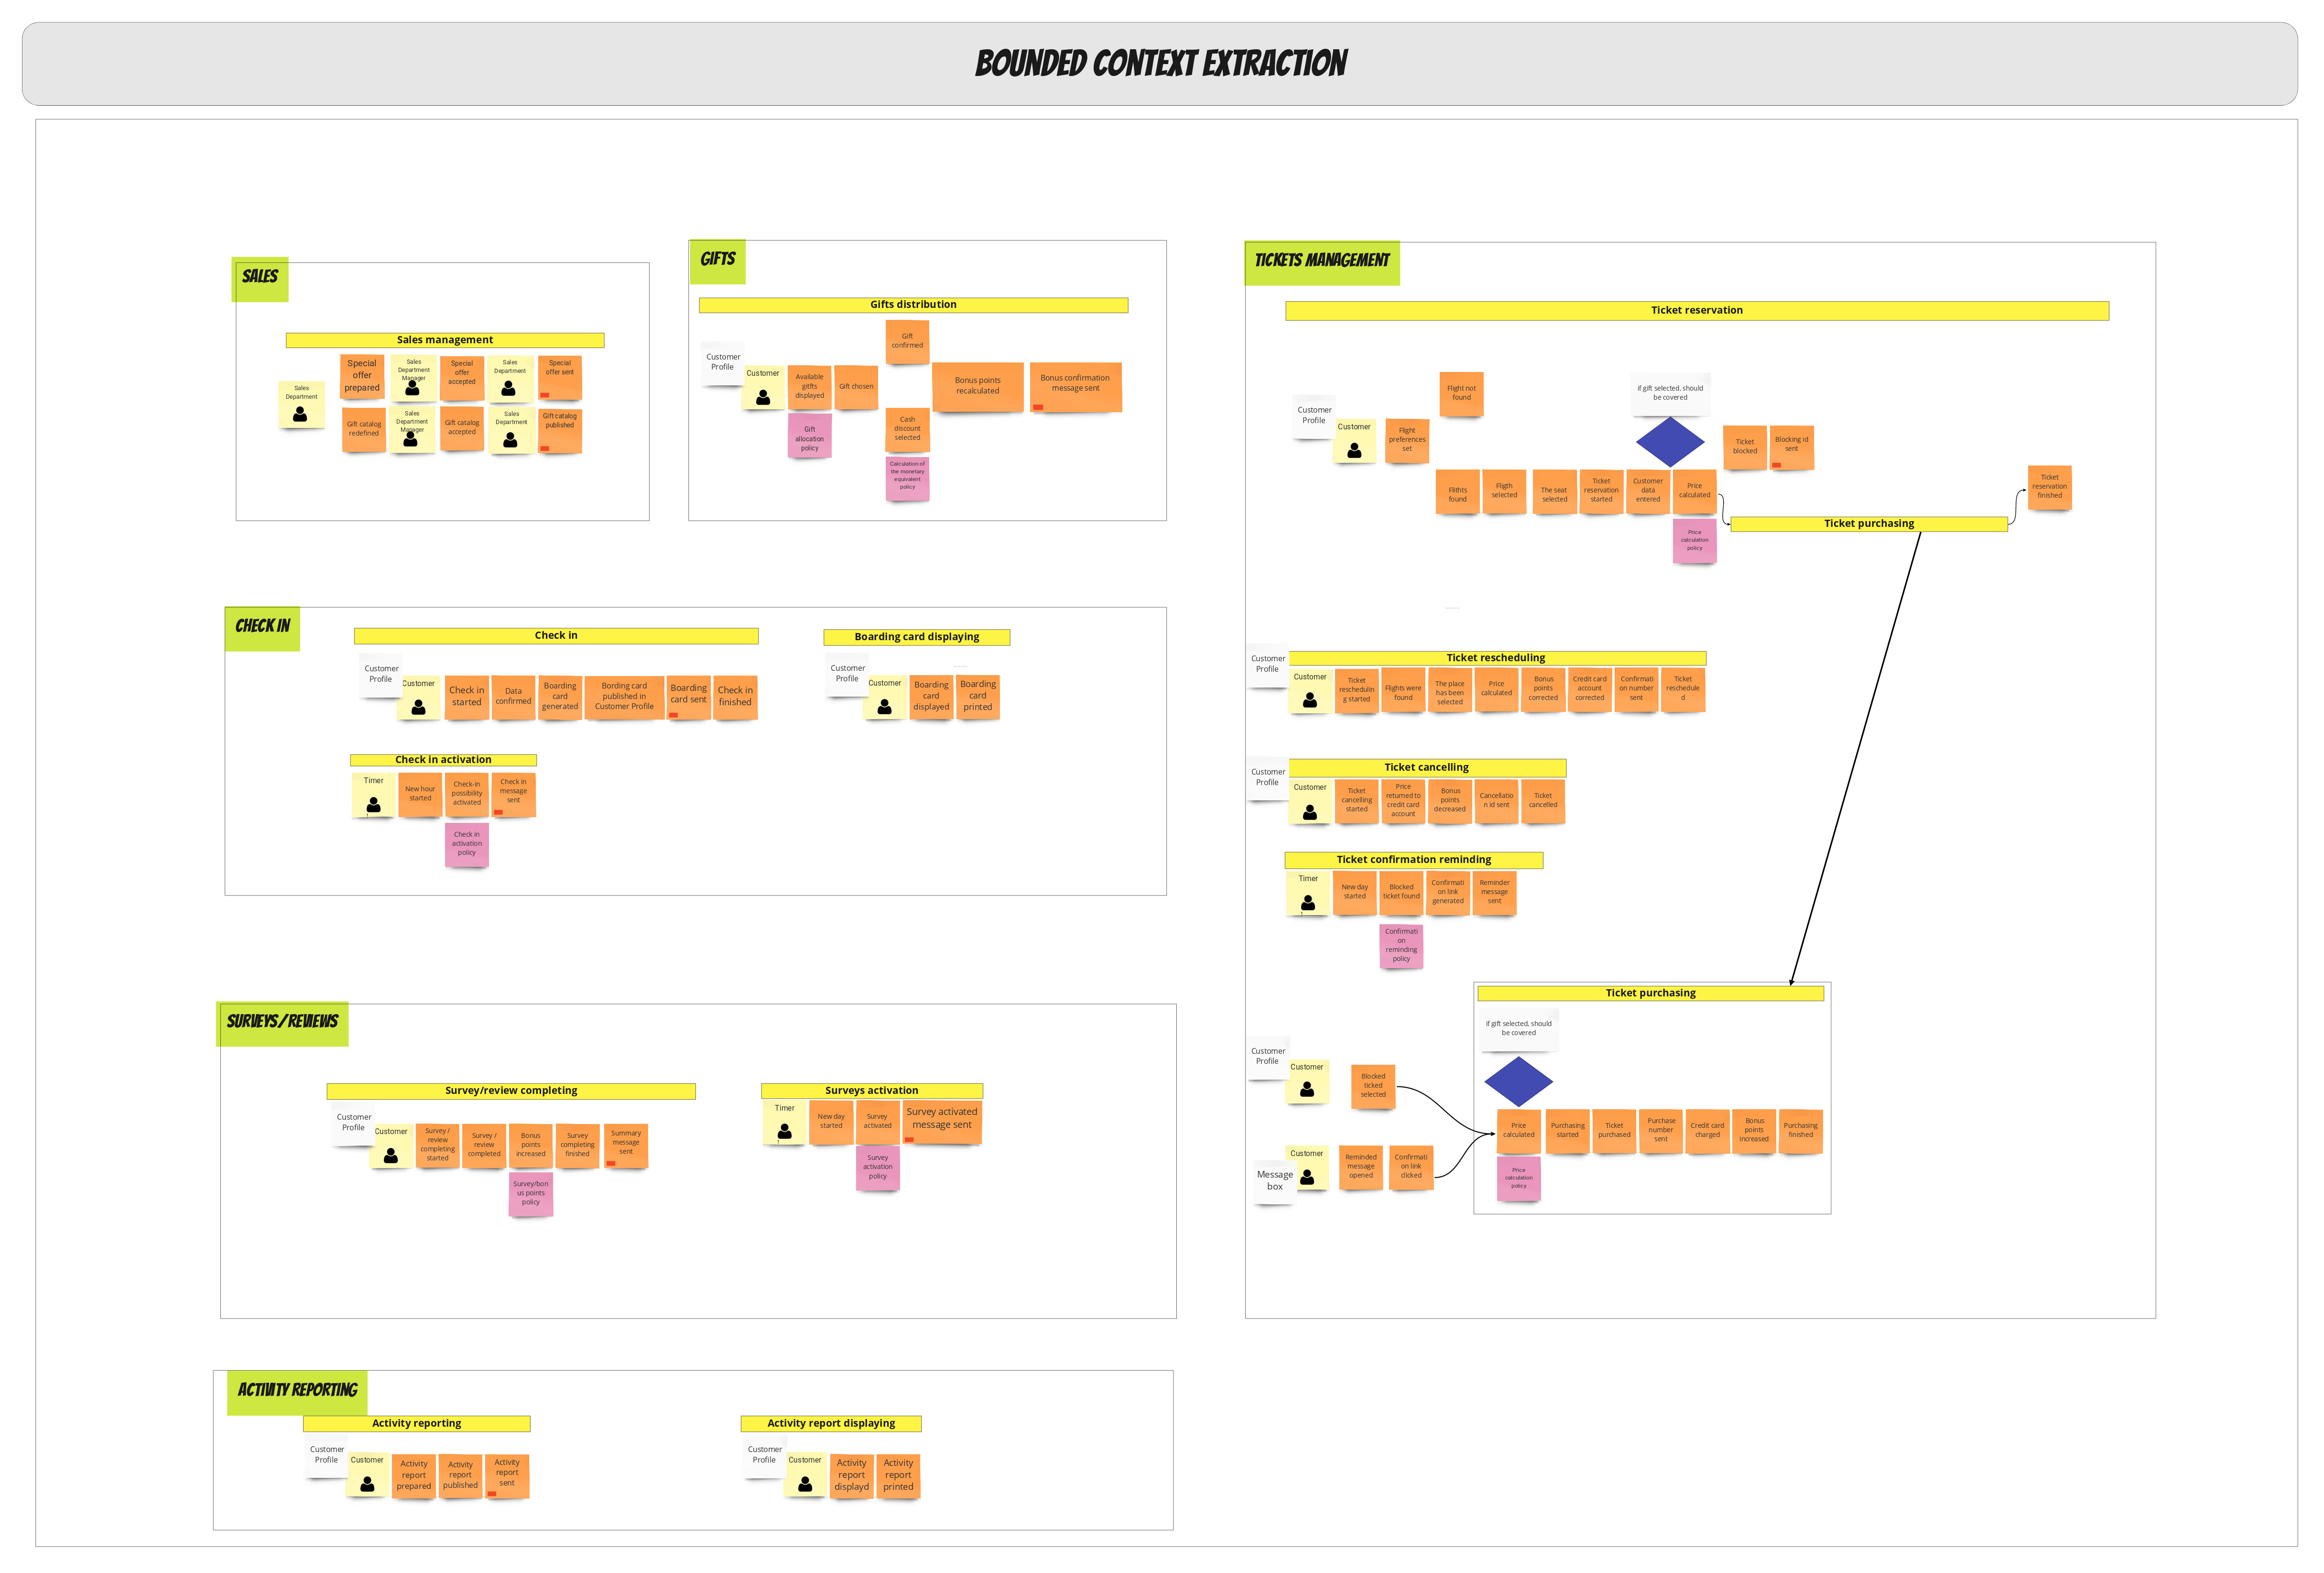 BOUNDED CONTEXT EXTRACTION
SALES
Sales management
Sales
Department
Special
offer
prepared
Sales
Department
Manager
Special
offer
accepted
Sales
Department
Special
offer sent
Gift catalog
redefined
Sales
Department
Manager
Gift catalog
accepted
Sales
Department
Gift catalog
published
GIFTS
Gifts distribution
Customer
Profile
Customer
Available
gitfts
displayed
Gift chosen
Gift
confirmed
Bonus points
recalculated
Bonus confirmation
message sent
Gift
allocation
policy
Cash
discount
selected
Calculation of
the monetary
equivalent
policy
CHECK IN
Check in
Customer
Profile
Customer
Check in
started
Data
confirmed
Boarding
card
generated
Bording card
published in
Customer Profile
Boarding
card sent
Check in
finished
Boarding card displaying
Customer
Profile
Customer
Boarding
card
displayed
Boarding
card
printed
Check in activation
Timer
New hour
started
Check-in
possibility
activated
Check in
message
sent
Check in
activation
policy
SURVEYS/REVIEWS
Survey/review completing
Customer
Profile
Customer
Survey /
review
completing
started
Survey /
review
completed
Bonus
points
increased
Survey
completing
finished
Summary
message
sent
Survey/bon
us points
policy
Surveys activation
Timer
New day
started
Survey
activated
Survey activated
message sent
Survey
activation
policy
ACTIVITY REPORTING
Activity reporting
Customer
Profile
Customer
Activity
report
prepared
Activity
report
published
Activity
report
sent
Activity report displaying
Customer
Profile
Customer
Activity
report
displayd
Activity
report
printed
TICKETS MANAGEMENT
Ticket reservation
Customer
Profile
Customer
Flight
preferences
set
Flight not
found
if gift selected, should
be covered
Ticket
blocked
Blocking id
sent
Flithts
found
Fligth
selected
The seat
selected
Ticket
reservation
started
Customer
data
entered
Price
calculated
Price
calculation
policy
Ticket purchasing
Ticket
reservation
finished
Ticket rescheduling
Customer
Profile
Customer
Ticket
reschedulin
g started
Flights were
found
The place
has been
selected
Price
calculated
Bonus
points
corrected
Credit card
account
corrected
Confirmati
on number
sent
Ticket
reschedule
d
Ticket cancelling
Customer
Profile
Customer
Ticket
cancelling
started
Price
returned to
credit card
account
Bonus
points
decreased
Cancellatio
n id sent
Ticket
cancelled
Ticket confirmation reminding
Timer
New day
started
Blocked
ticket found
Confirmati
on link
generated
Reminder
message
sent
Confirmati
on
reminding
policy
Ticket purchasing
if gift selected, should
be covered
Customer
Profile
Customer
Blocked
ticked
selected
Message
box
Customer
Reminded
message
opened
Confirmati
on link
clicked
Price
calculated
Purchasing
started
Ticket
purchased
Purchase
number
sent
Credit card
charged
Bonus
points
increased
Purchasing
finished
Price
calculation
policy